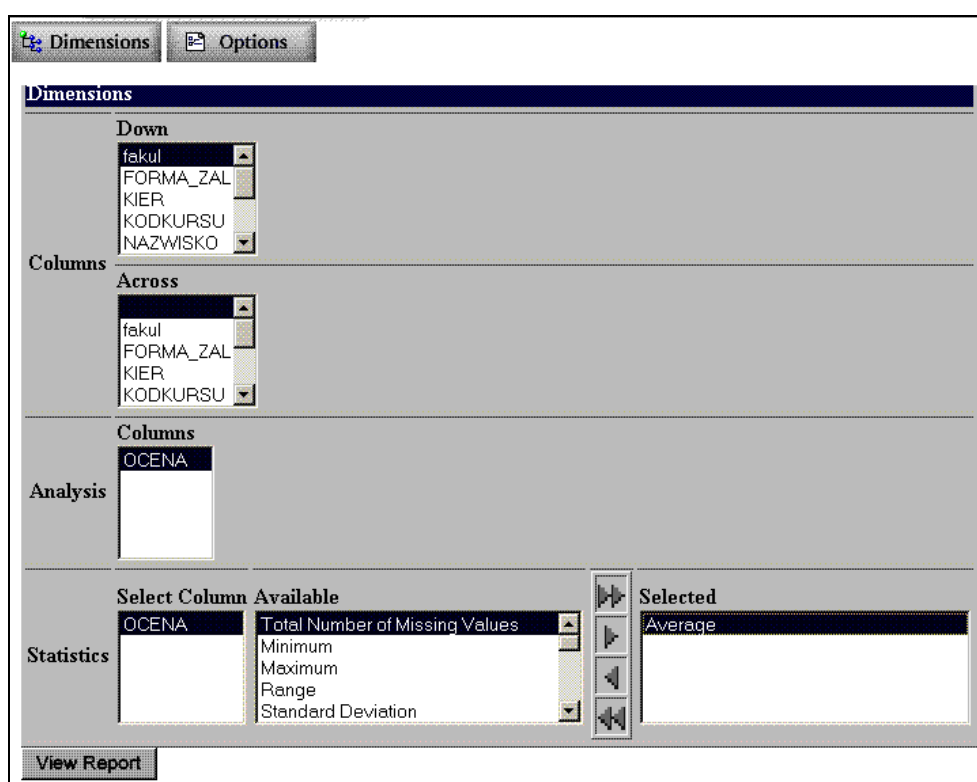 Dimensions Options
Dimensions
Down
fakul
FORMA_ZAL
KIER
KODKURSU
NAZWISKO
Columns
Across
fakul
FORMA_ZAL
KIER
KODKURSU
Columns
OCENA
Analysis
Select Column Available Selected
OCENA Total Number of Missing Values Average
Minimum
Maximum
Statistics
Range
Standard Deviation
View Report